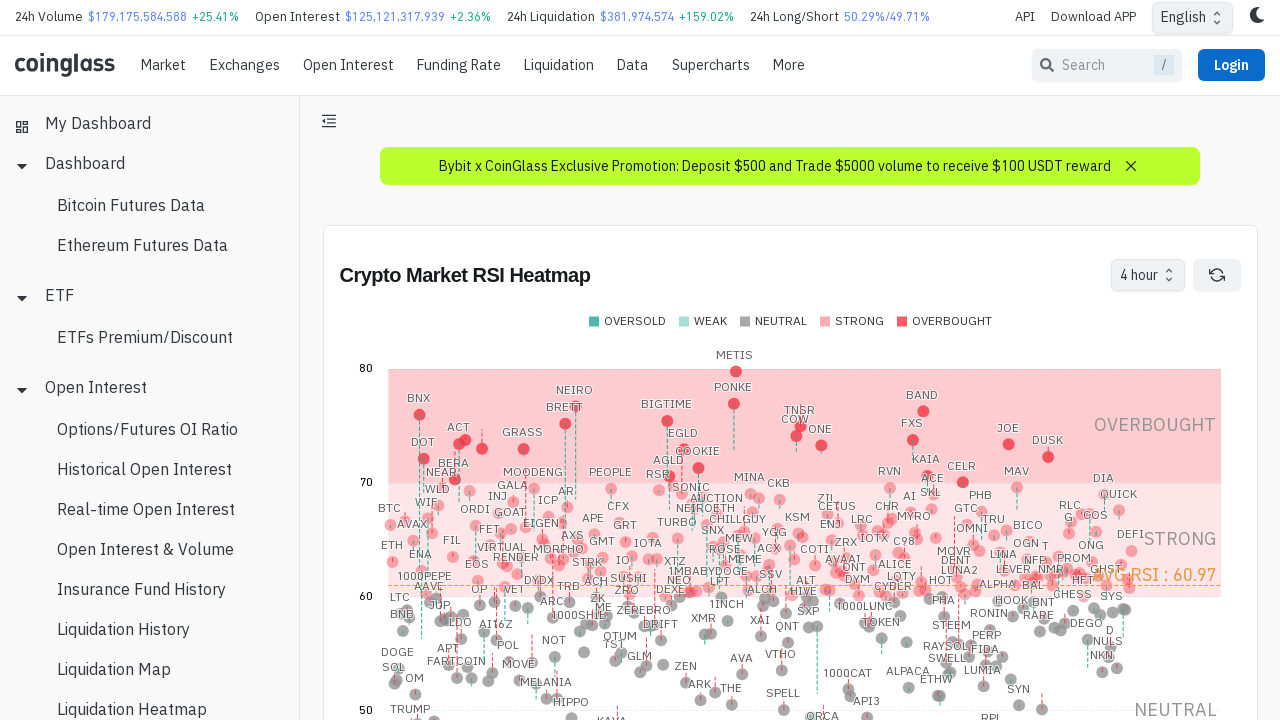 24h Volume $179,175,584,588 +25.41% Open Interest $125,121,317,939 +2.36% 24h Liquidation $381,974,574 +159.02% 24h Long/Short 50.29%/49.71% API Download APP English
coinglass Market Exchanges Open Interest Funding Rate Liquidation Data Supercharts More Search / Login
My Dashboard
Dashboard
Bitcoin Futures Data
Ethereum Futures Data
ETF
ETFs Premium/Discount
Open Interest
Options/Futures OI Ratio
Historical Open Interest
Real-time Open Interest
Open Interest & Volume
Insurance Fund History
Liquidation History
Liquidation Map
Liquidation Heatmap
Bybit x CoinGlass Exclusive Promotion: Deposit $500 and Trade $5000 volume to receive $100 USDT reward
Crypto Market RSI Heatmap 4 hour
OVERSOLD WEAK NEUTRAL STRONG OVERBOUGHT
METIS
80
PONKE
BNX NEIRO BAND
BRETT BIGTIME TNSR
COW
ACT GRASS EGLD ONE FXS JOE OVERBOUGHT
DOT COOKIE DUSK
BERA AGLD KAIA CELR
NEAR MOODENG PEOPLE RSR MINA RVN ACE MAV DIA
70
WLD GALA SONIC CKB SKL
WIF INJ ICP AUCTION AI PHB QUICK
BTC ORDI GOAT CFX NEIROETH CETUS CHR GTC RLC
AVAX EIGEN APE GRT TURBO CHILLGUY KSM ENJ LRC MYRO TRU BICO COS
FET AXS SNX YGG OMNI DEFI
ETH FIL VIRTUAL MORPHO GMT IOTA MEW ZRX IOTX C98 OGN ONG STRONG
ENA RENDER STRK XTZ ROSE ACX COTI MOVR LINA NFP
EOS MEME AVAAI ALICE DENT PROM
1000PEPE DYDX ACH SUSHI 1MBABYDOGE SSV ONT LUNA2 LEVER NMR GHST
AVG RSI : 60.97
AAVE TRB NEO LPT ALT DYM LQTY HOT ALPHA BAL HFT
OP VET ZRO DEXE ALCH HIVE CYBER
60
LTC ARC ZK 1INCH PHA HOOK CHESS SYS
JUP ME ZEREBRO SXP 1000LUNC BNT
BNB 1000SHIB XMR XAI RONIN RARE
LDO AI16Z DRIFT QNT TOKEN STEEM DEGO
NOT QTUM PERP NULS
APT POL TST RAYSOL FIDA
DOGE FARTCOIN MOVE GLM AVA VTHO SWELL NKN
SOL ZEN 1000CAT ALPACA LUMIA
OM MELANIA ARK THE ETHW SYN
TRUMP HIPPO SPELL API3
50 NEUTRAL